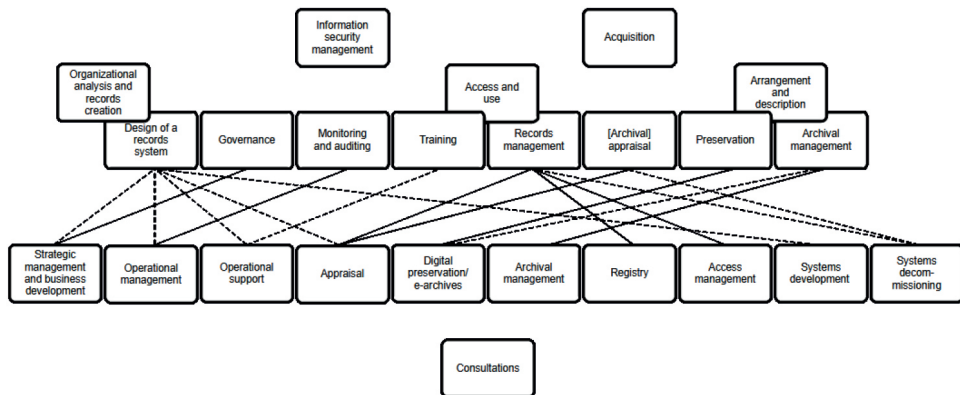 Information
security
management
Acquisition
Organizational
analysis and
records
creation
Access and
use
Arrangement
and
description
Design of a
records
system
Governance
Monitoring
and auditing
Training
Records
management
[Archival]
appraisal
Preservation
Archival
management
Strategic
management
and business
development
Operational
management
Operational
support
Appraisal
Digital
preservation/
e-archives
Archival
management
Registry
Access
management
Systems
development
Systems
decom-
missioning
Consultations